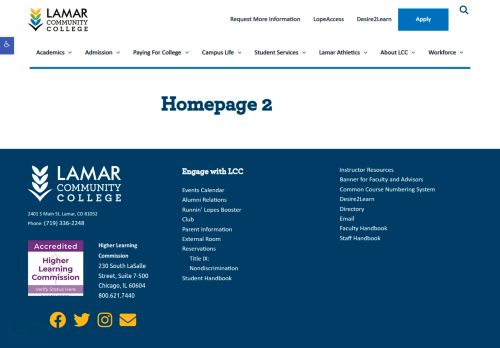 LAMAR
COMMUNITY
COLLEGE
Request More Information
LopeAccess
Desire2Learn
Apply
Academics
Admission
Paying For College
Campus Life
Student Services
Lamar Athletics
About LCC
Workforce
Homepage 2
LAMAR
COMMUNITY
COLLEGE
2401 S Main St, Lamar, CO 81052
Phone: (719) 336-2248
Accredited
Higher
Learning
Commission
Verify Status Here
Higher Learning
Commission
230 South LaSalle
Street, Suite 7-500
Chicago, IL 60604
800.621.7440
Engage with LCC
Events Calendar
Alumni Relations
Runnin' Lopes Booster
Club
Parent Information
External Room
Reservations
Title IX:
Nondiscrimination
Student Handbook
Instructor Resources
Banner for Faculty and Advisors
Common Course Numbering System
Desire2Learn
Directory
Email
Faculty Handbook
Staff Handbook